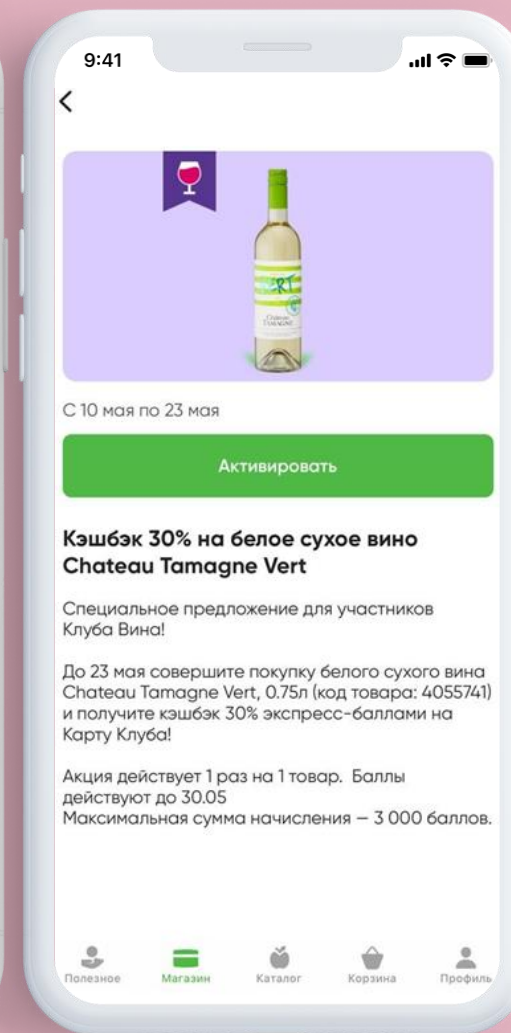 9:41
VERT
Château
TAMAGNE
С 10 мая по 23 мая
Активировать
Кэшбэк 30% на белое сухое вино
Chateau Tamagne Vert
Специальное предложение для участников
Клуба Вина!
До 23 мая совершите покупку белого сухого вина
Chateau Tamagne Vert, 0.75л (код товара: 4055741)
и получите кэшбэк 30% экспресс-баллами на
Карту Клуба!
Акция действует 1 раз на 1 товар. Баллы
действуют до 30.05
Максимальная сумма начисления — 3 000 баллов.
Полезное
Магазин
Каталог
Корзина
Профиль